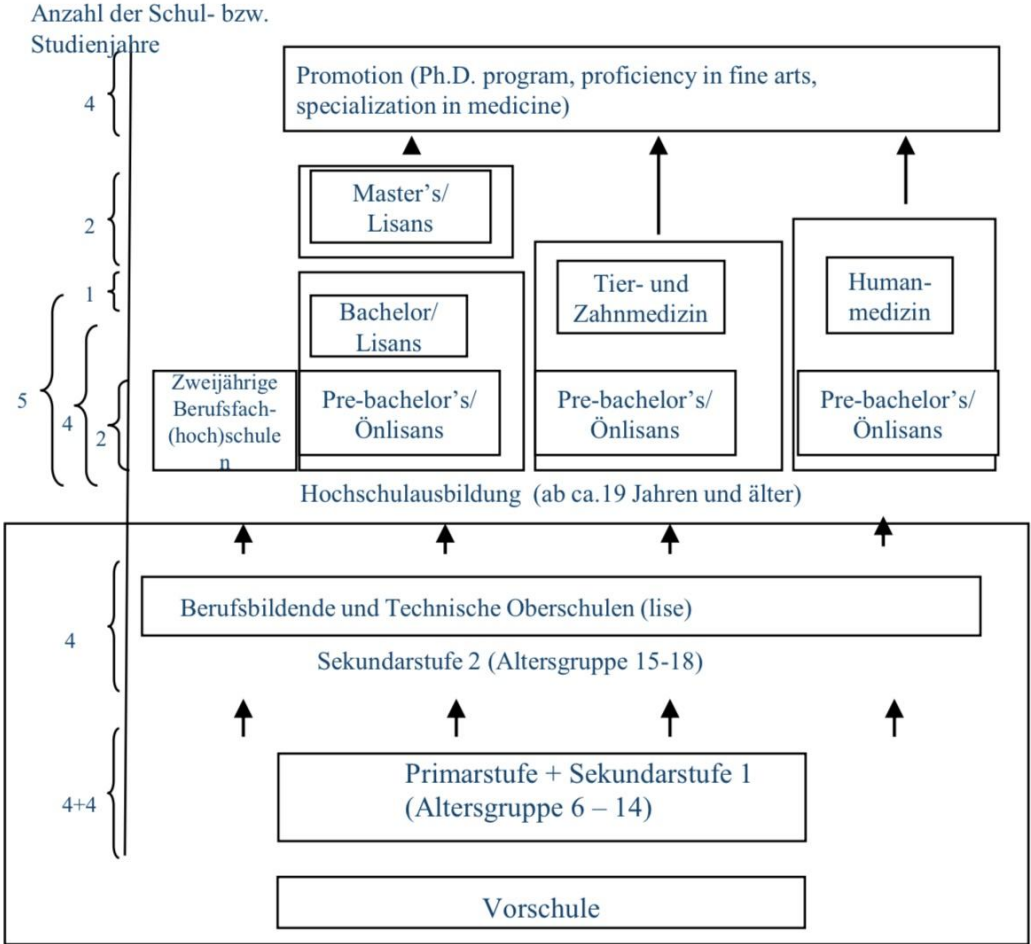 Anzahl der Schul- bzw.
Studienjahre
Promotion (Ph.D. program, proficiency in fine arts,
specialization in medicine)
4
Master's/
Lisans
2
1
Bachelor/
Lisans
Tier- und
Zahnmedizin
Human-
medizin
5
4
2
Zweijährige
Berufsfach-
(hoch)schule
n
Pre-bachelor's/
Önlisans
Pre-bachelor's/
Önlisans
Pre-bachelor's/
Önlisans
Hochschulausbildung (ab ca.19 Jahren und älter)
Berufsbildende und Technische Oberschulen (lise)
4
Sekundarstufe 2 (Altersgruppe 15-18)
Primarstufe + Sekundarstufe 1
(Altersgruppe 6 – 14)
4+4
Vorschule